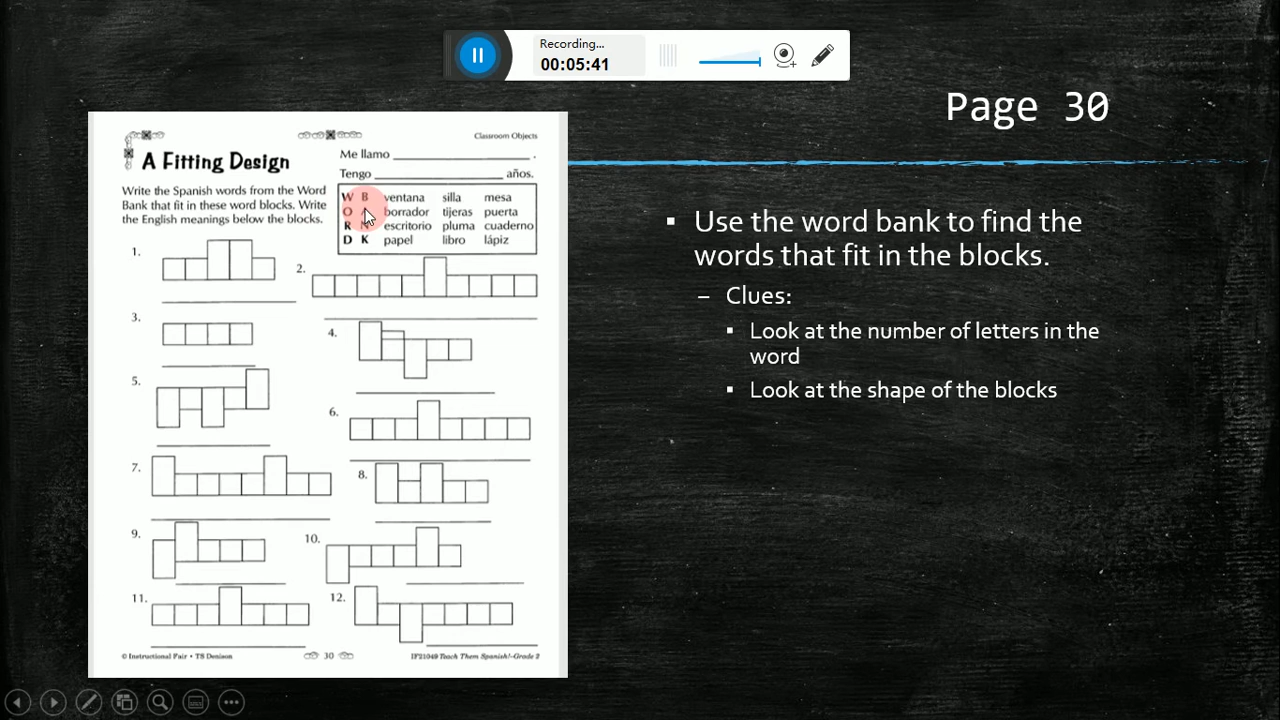 Recording...
00:05:41
Page 30
Classroom Objects
A Fitting Design
Me llamo ____________ .
Tengo ____________ años.
Write the Spanish words from the Word
Bank that fit in these word blocks. Write
the English meanings below the blocks.
W B ventana silla mesa
O borrador tijeras puerta
R N escritorio pluma cuaderno
D K papel libro lápiz
1.
2.
3.
4.
5.
6.
7.
8.
9.
10.
11.
12.
© Instructional Fair • TS Denison
30
IF21049 Teach Them Spanish!–Grade 2
▪ Use the word bank to find the
words that fit in the blocks.
– Clues:
▪ Look at the number of letters in the
word
▪ Look at the shape of the blocks